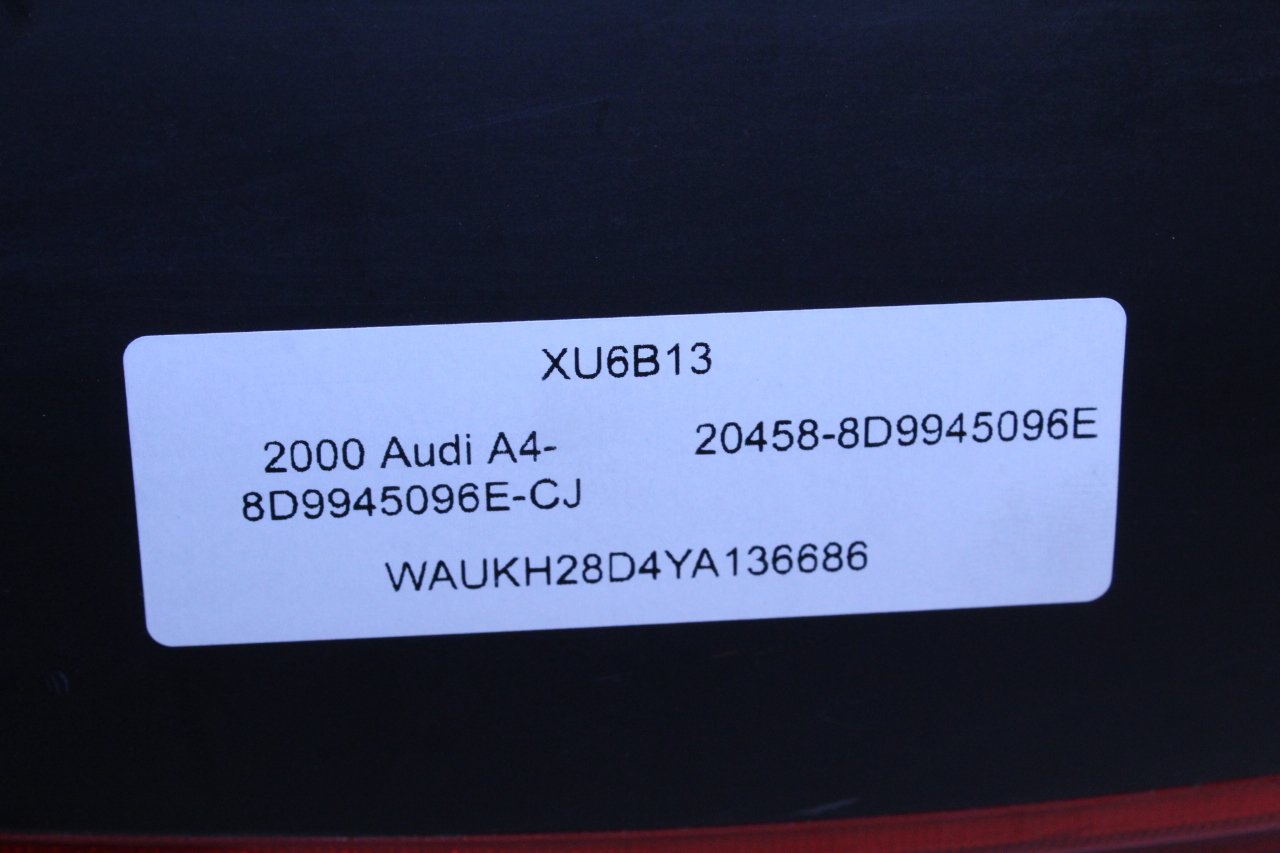 XU6B13
2000 Audi A4-
8D9945096E-CJ
20458-8D9945096E
WAUKH28D4YA136686